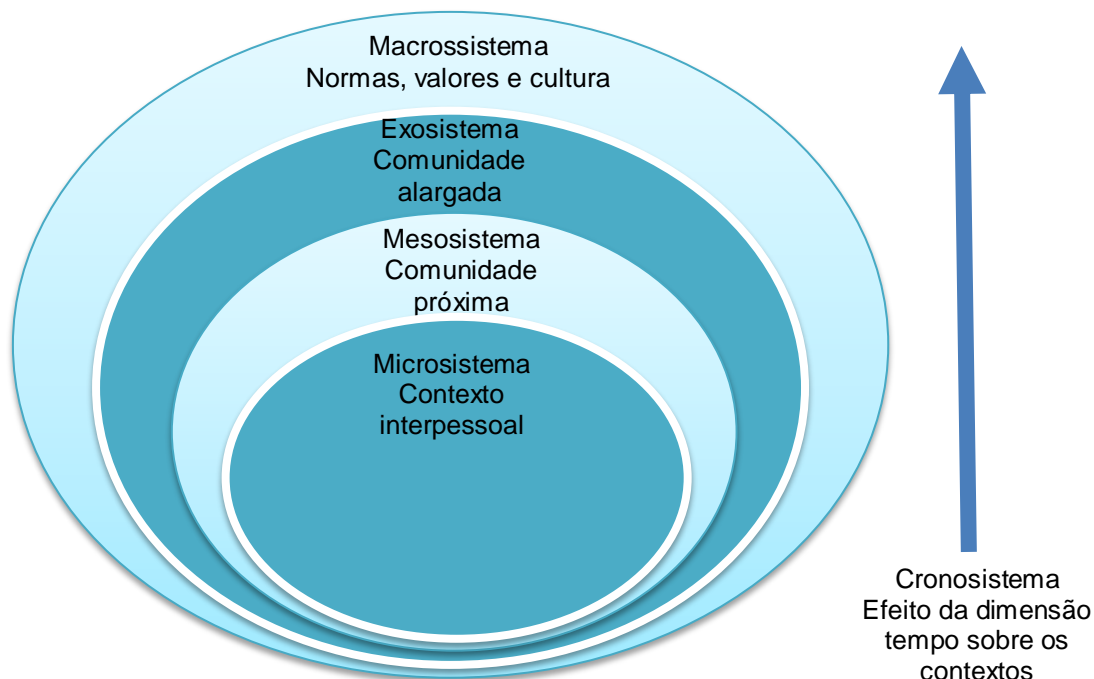 Macrossistema
Normas, valores e cultura
Exosistema
Comunidade
alargada
Mesosistema
Comunidade
próxima
Microsistema
Contexto
interpessoal
Cronosistema
Efeito da dimensão
tempo sobre os
contextos